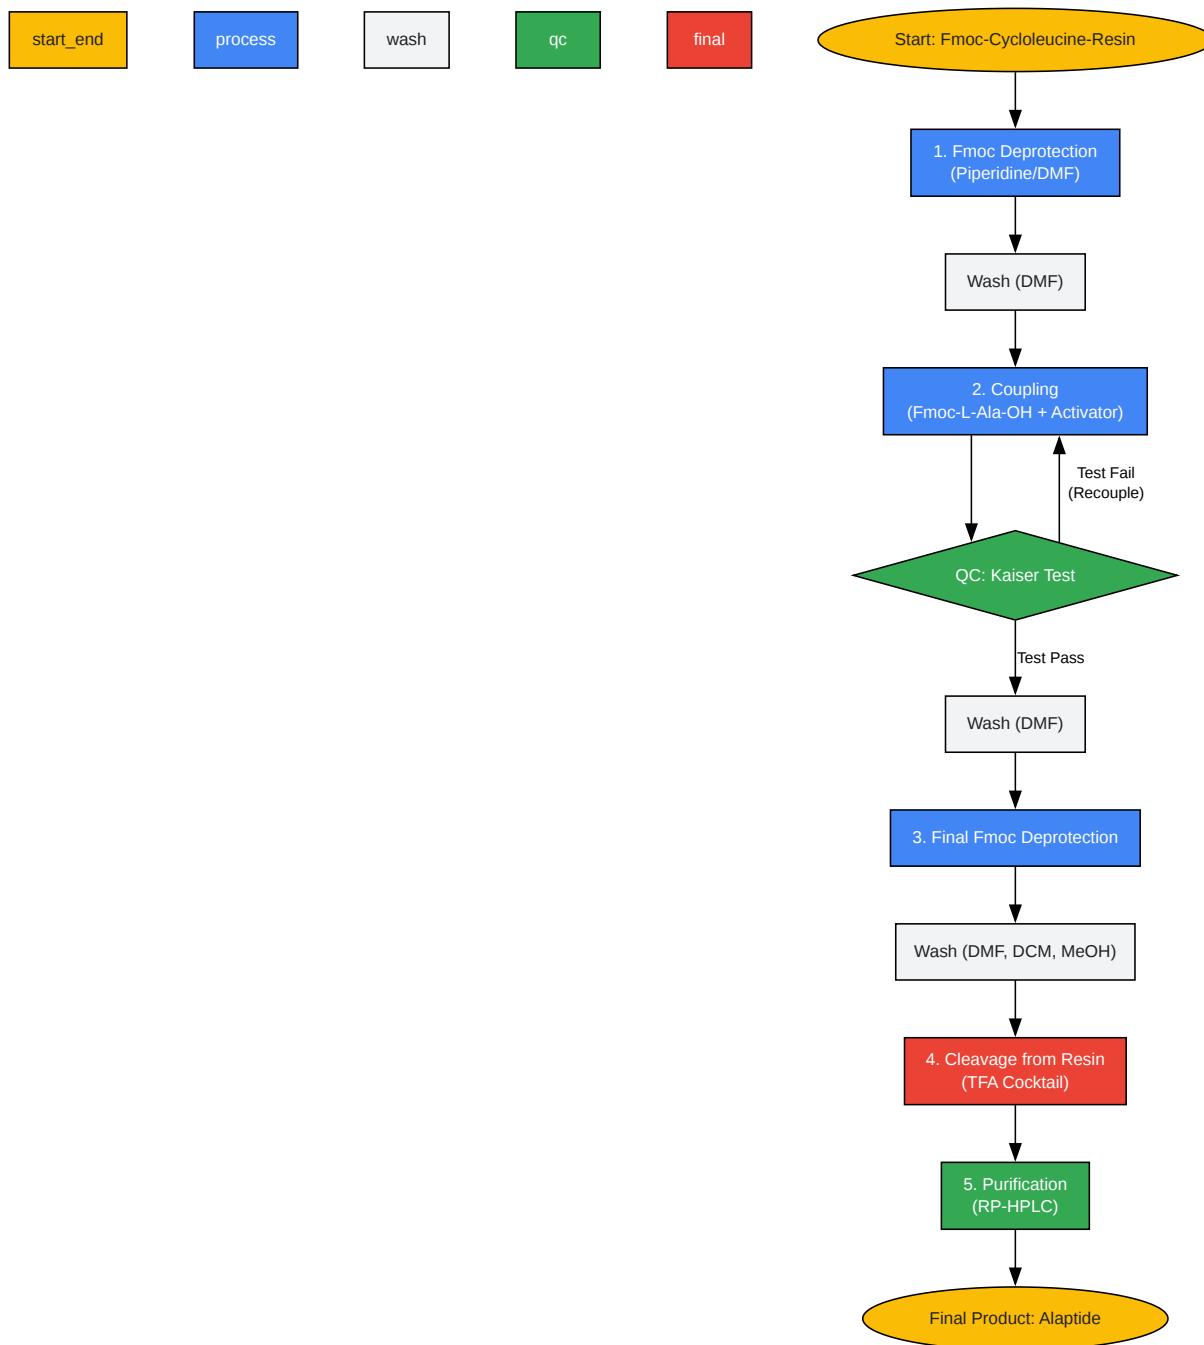 start_end
process
wash
qc
final
Start: Fmoc-Cycloleucine-Resin
1. Fmoc Deprotection
(Piperidine/DMF)
Wash (DMF)
2. Coupling
(Fmoc-L-Ala-OH + Activator)
Test Fail
(Recouple)
QC: Kaiser Test
Test Pass
Wash (DMF)
3. Final Fmoc Deprotection
Wash (DMF, DCM, MeOH)
4. Cleavage from Resin
(TFA Cocktail)
5. Purification
(RP-HPLC)
Final Product: Alaptide